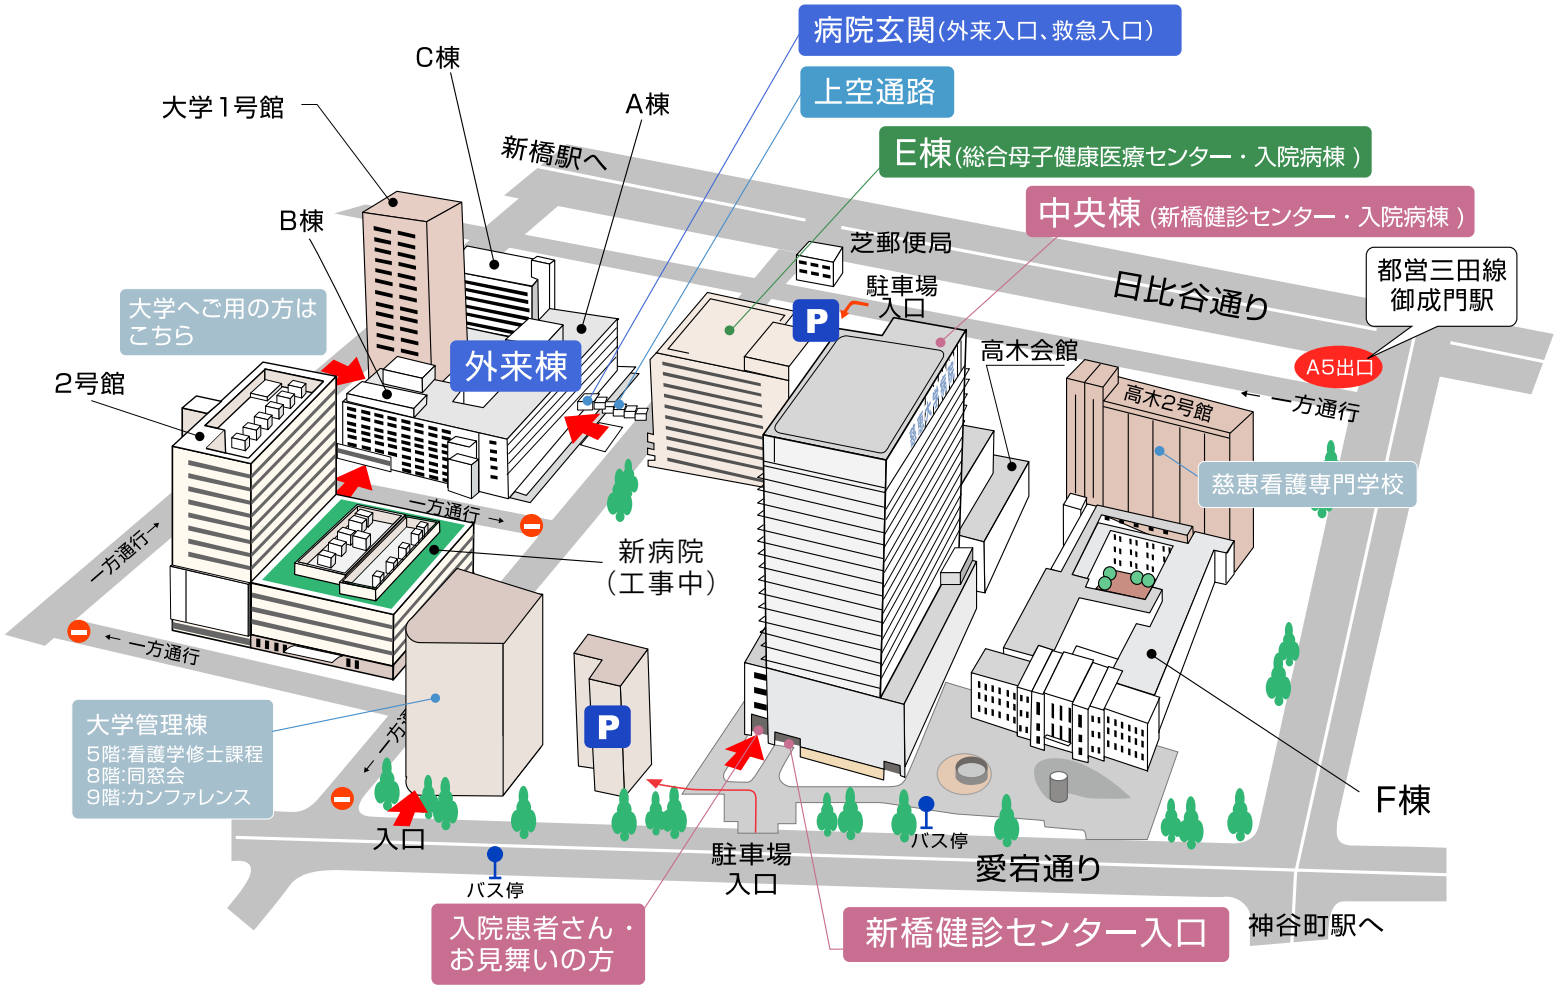 病院玄関(外来入口、救急入口)
C棟
上空通路
大学1号館
A棟
新橋駅へ
E棟(総合母子健康医療センター・入院病棟)
中央棟(新橋健診センター・入院病棟)
B棟
芝郵便局
都営三田線
御成門駅
駐車場
入口
日比谷通り
大学へご用の方は
こちら
P
高木会館
外来棟
A5出口
2号館
← 一方通行
高木2号館
慈恵看護専門学校
一方通行 →
一方通行→
新病院
(工事中)
← 一方通行
大学管理棟
5階:看護学修士課程
8階:同窓会
9階:カンファレンス
←一方通
P
F棟
入口
バス停
駐車場
入口
バス停
愛宕通り
入院患者さん・
お見舞いの方
新橋健診センター入口
神谷町駅へ